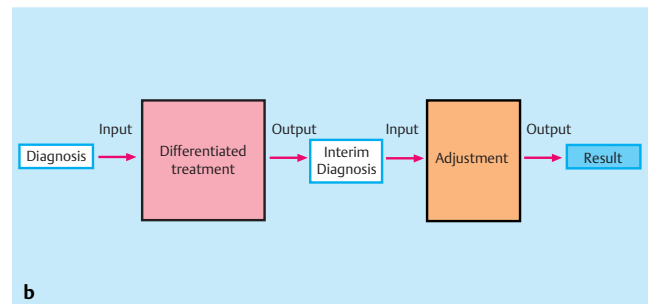 Input
Output
Input
Output
Diagnosis
Differentiated
treatment
Interim
Diagnosis
Adjustment
Result
b